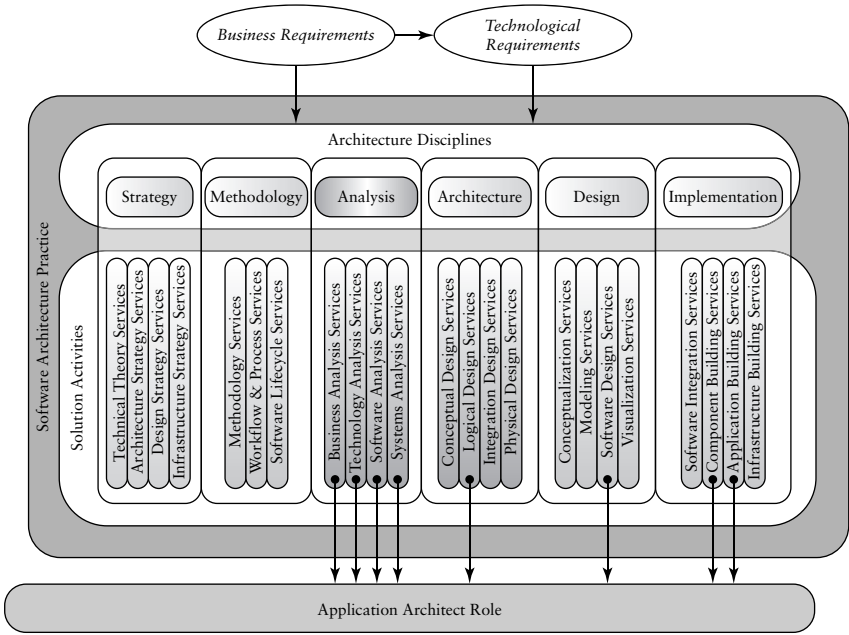 Business Requirements
Technological
Requirements
Architecture Disciplines
Strategy
Methodology
Analysis
Architecture
Design
Implementation
Software Architecture Practice
Solution Activities
Technical Theory Services
Architecture Strategy Services
Design Strategy Services
Infrastructure Strategy Services
Methodology Services
Workflow & Process Services
Software Lifecycle Services
Business Analysis Services
Technology Analysis Services
Software Analysis Services
Systems Analysis Services
Conceptual Design Services
Logical Design Services
Integration Design Services
Physical Design Services
Conceptualization Services
Modeling Services
Software Design Services
Visualization Services
Software Integration Services
Component Building Services
Application Building Services
Infrastructure Building Services
Application Architect Role